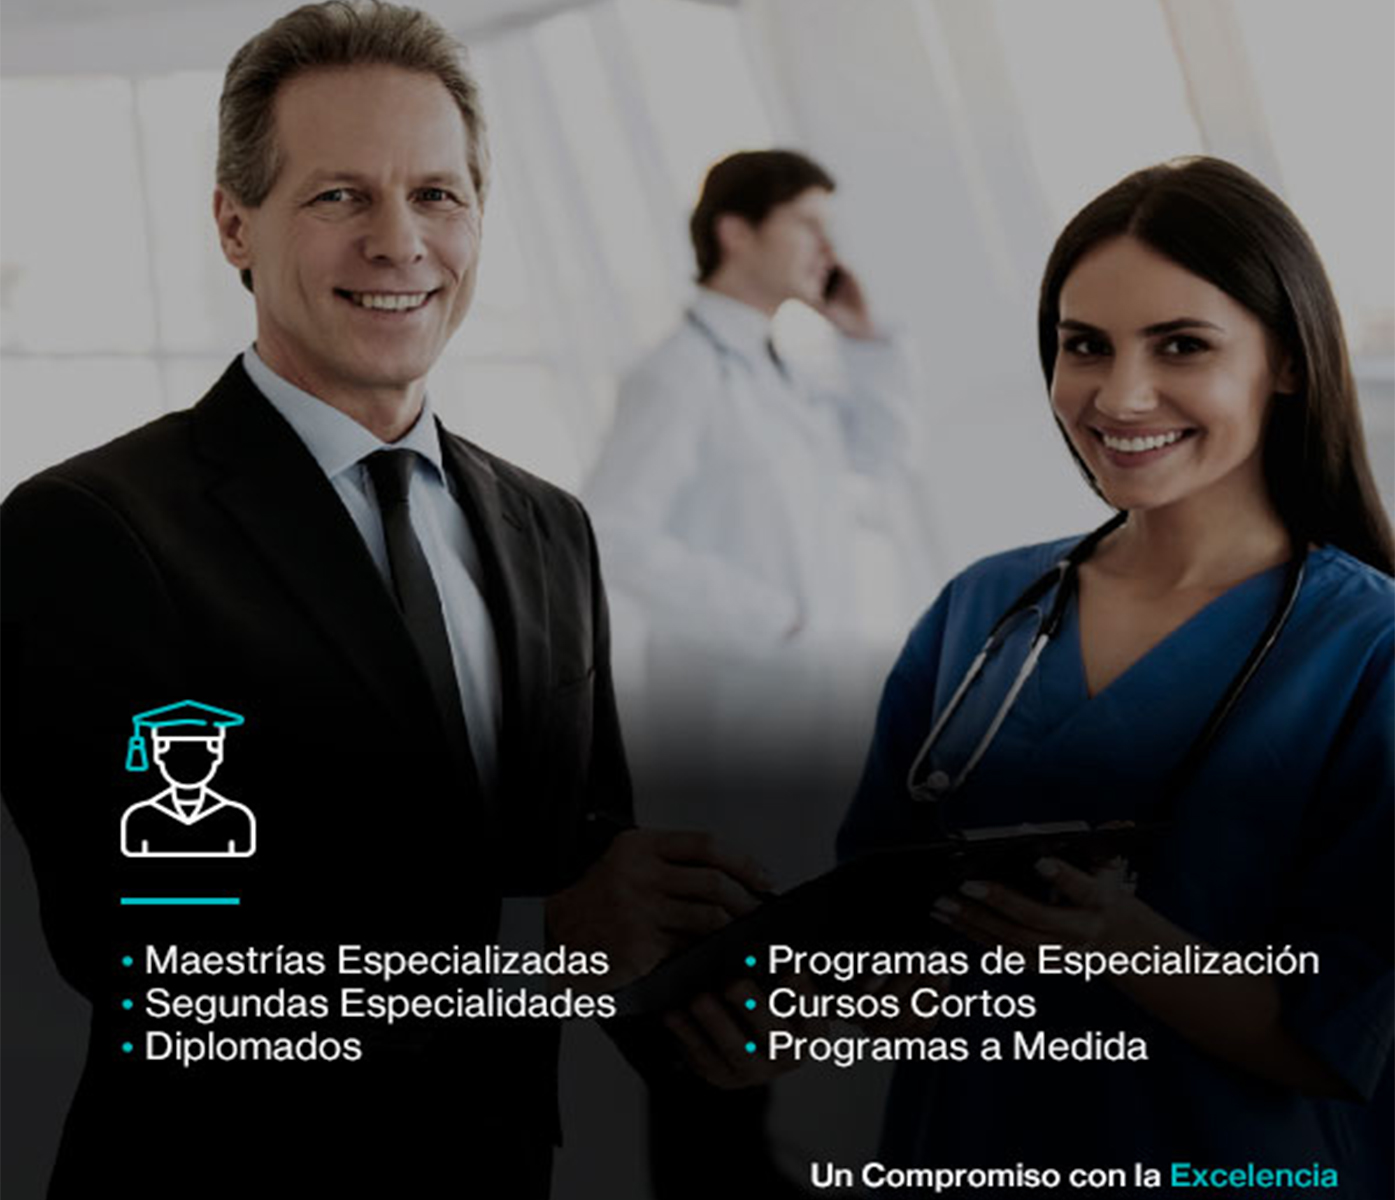 • Maestrías Especializadas
• Segundas Especialidades
• Diplomados
• Programas de Especialización
• Cursos Cortos
• Programas a Medida
Un Compromiso con la Excelencia